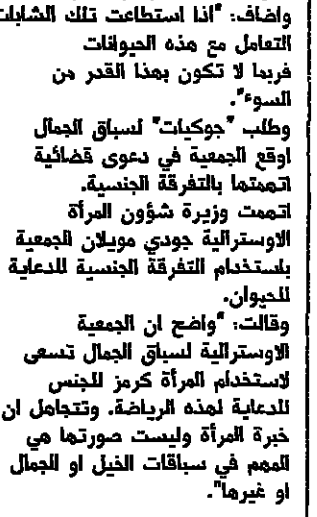 واضاف: "اذا استطاعت تلك الشابات
التعامل مع هذه الحيوانات
فربما لا تكون بهذا القدر من
السوء".
وطلب "جوكيات" لسباق الجمال
اوقع الجمعية في دعوى قضائية
اتهمتها بالتفرقة الجنسية.
اتهمت وزيرة شؤون المرأة
الاوسترالية جودي مويلان الجمعية
باستخدام التفرقة الجنسية للدعاية
للحيوان.
وقالت: "واضح ان الجمعية
الاوسترالية لسباق الجمال تسعى
لاستخدام المرأة كرمز للجنس
للدعاية لهذه الرياضة. وتتجاهل ان
خبرة المرأة وليست صورتها هي
المهم في سباقات الخيل او الجمال
او غيرها".